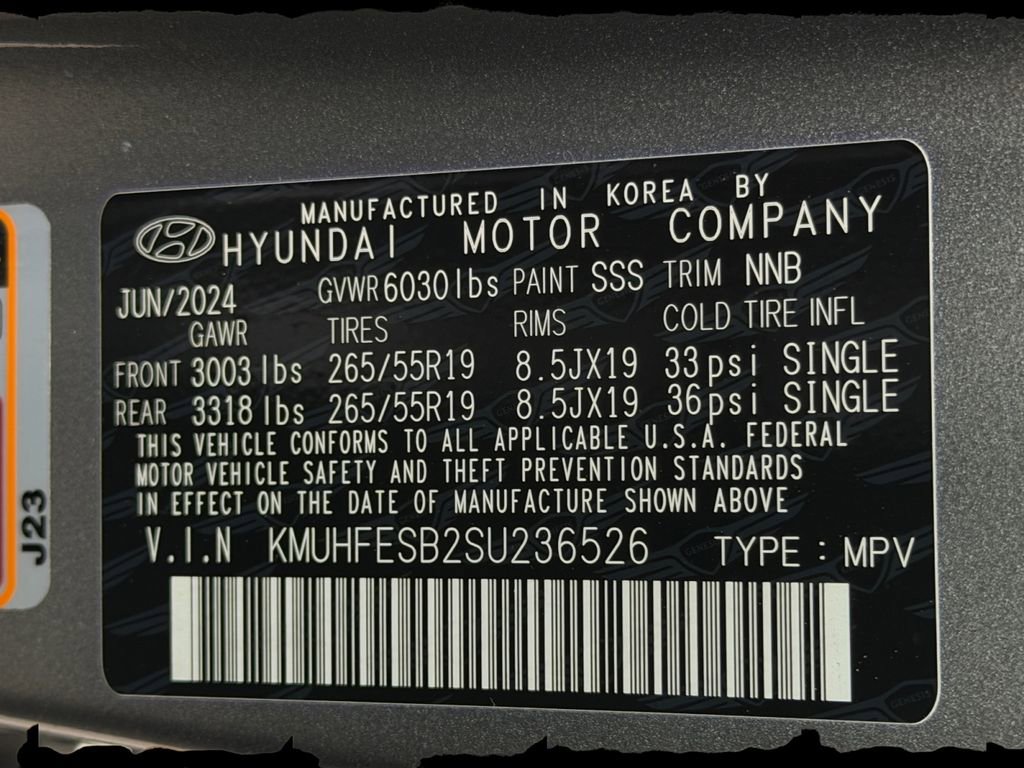 MANUFACTURED IN KOREA BY
HYUNDAI MOTOR COMPANY
JUN/2024 GVWR 6030 lbs PAINT SSS TRIM NNB
GAWR TIRES RIMS COLD TIRE INFL
FRONT 3003 lbs 265/55R19 8.5JX19 33 psi SINGLE
REAR 3318 lbs 265/55R19 8.5JX19 36 psi SINGLE
THIS VEHICLE CONFORMS TO ALL APPLICABLE U.S.A. FEDERAL
MOTOR VEHICLE SAFETY AND THEFT PREVENTION STANDARDS
IN EFFECT ON THE DATE OF MANUFACTURE SHOWN ABOVE
V.I.N KMUHFESB2SU236526 TYPE : MPV
GENESIS
J23